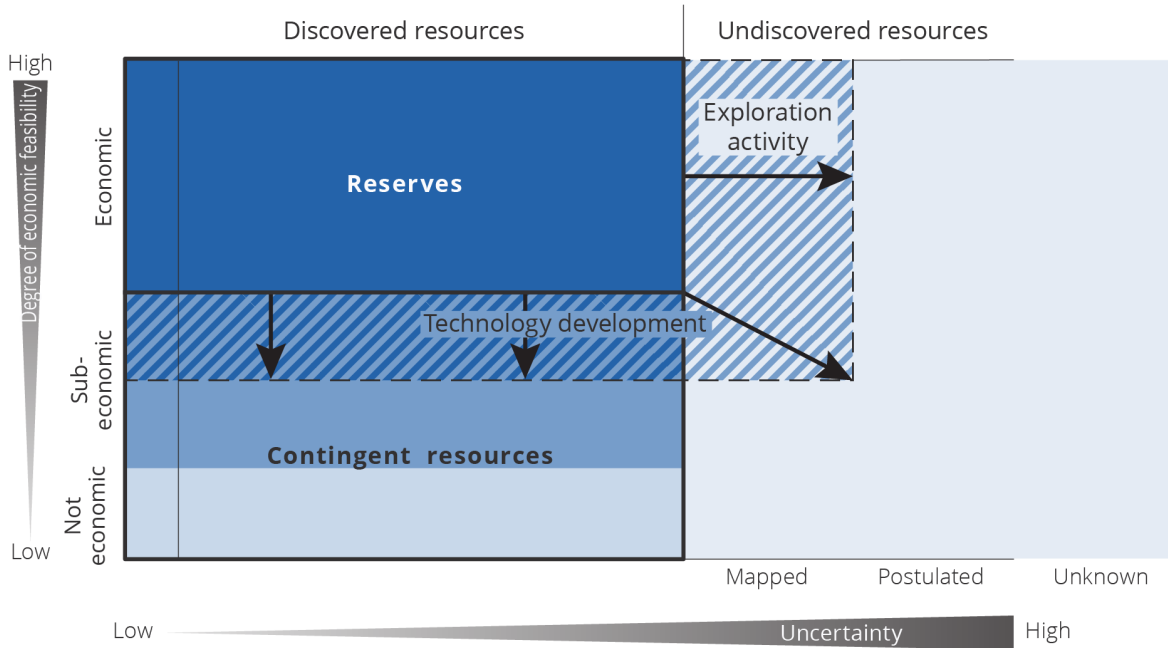 Discovered resources
Undiscovered resources
High
Degree of economic feasibility
Low
Economic
Sub-
economic
Not
economic
Reserves
Exploration
activity
Technology development
Contingent resources
Mapped
Postulated
Unknown
Low
Uncertainty
High